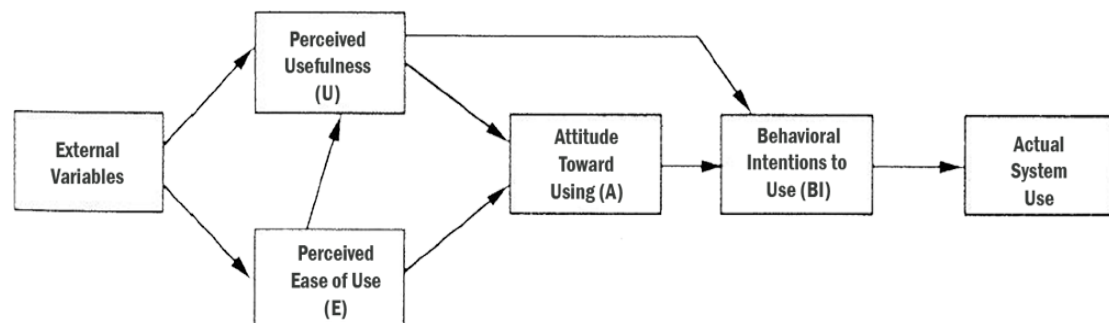 External
Variables
Perceived
Usefulness
(U)
Perceived
Ease of Use
(E)
Attitude
Toward
Using (A)
Behavioral
Intentions to
Use (BI)
Actual
System
Use